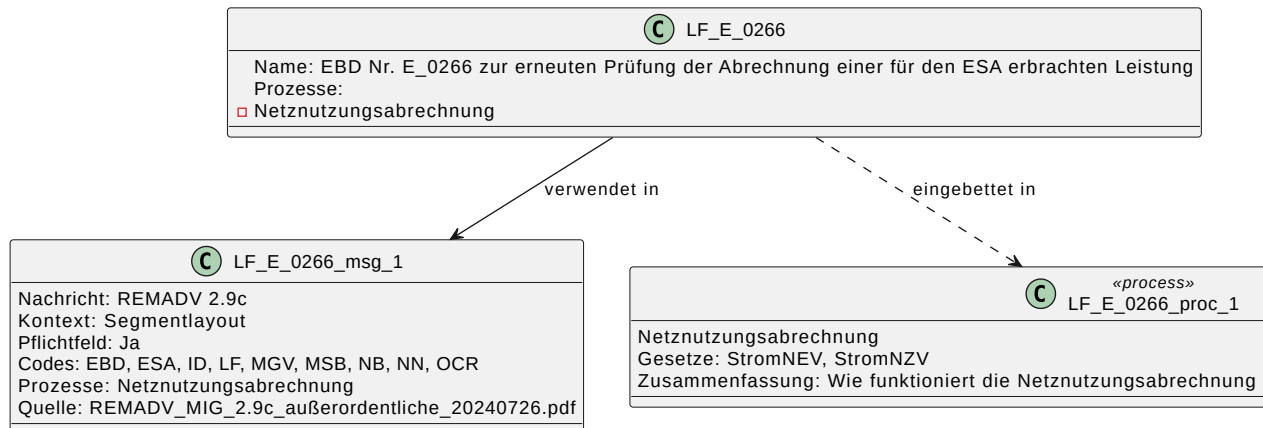 C LF_E_0266
Name: EBD Nr. E_0266 zur erneuten Prüfung der Abrechnung einer für den ESA erbrachten Leistung
Prozesse:
Netznutzungsabrechnung
verwendet in
eingebettet in
C LF_E_0266_msg_1
Nachricht: REMADV 2.9c
Kontext: Segmentlayout
Pflichtfeld: Ja
Codes: EBD, ESA, ID, LF, MGV, MSB, NB, NN, OCR
Prozesse: Netznutzungsabrechnung
Quelle: REMADV_MIG_2.9c_außerordentliche_20240726.pdf
«process»
C LF_E_0266_proc_1
Netznutzungsabrechnung
Gesetze: StromNEV, StromNZV
Zusammenfassung: Wie funktioniert die Netznutzungsabrechnung